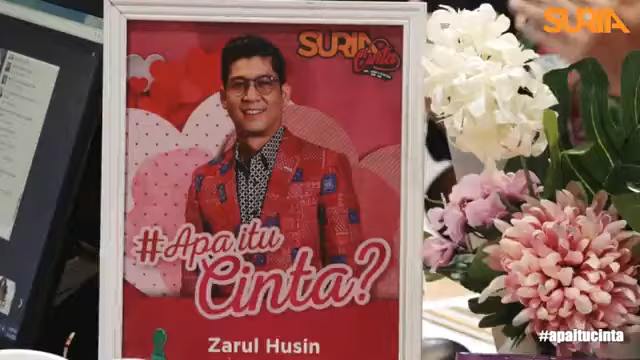 SURIA
SURIA
Cinta
#Apa itu
Cinta?
Zarul Husin
#apaitucinta